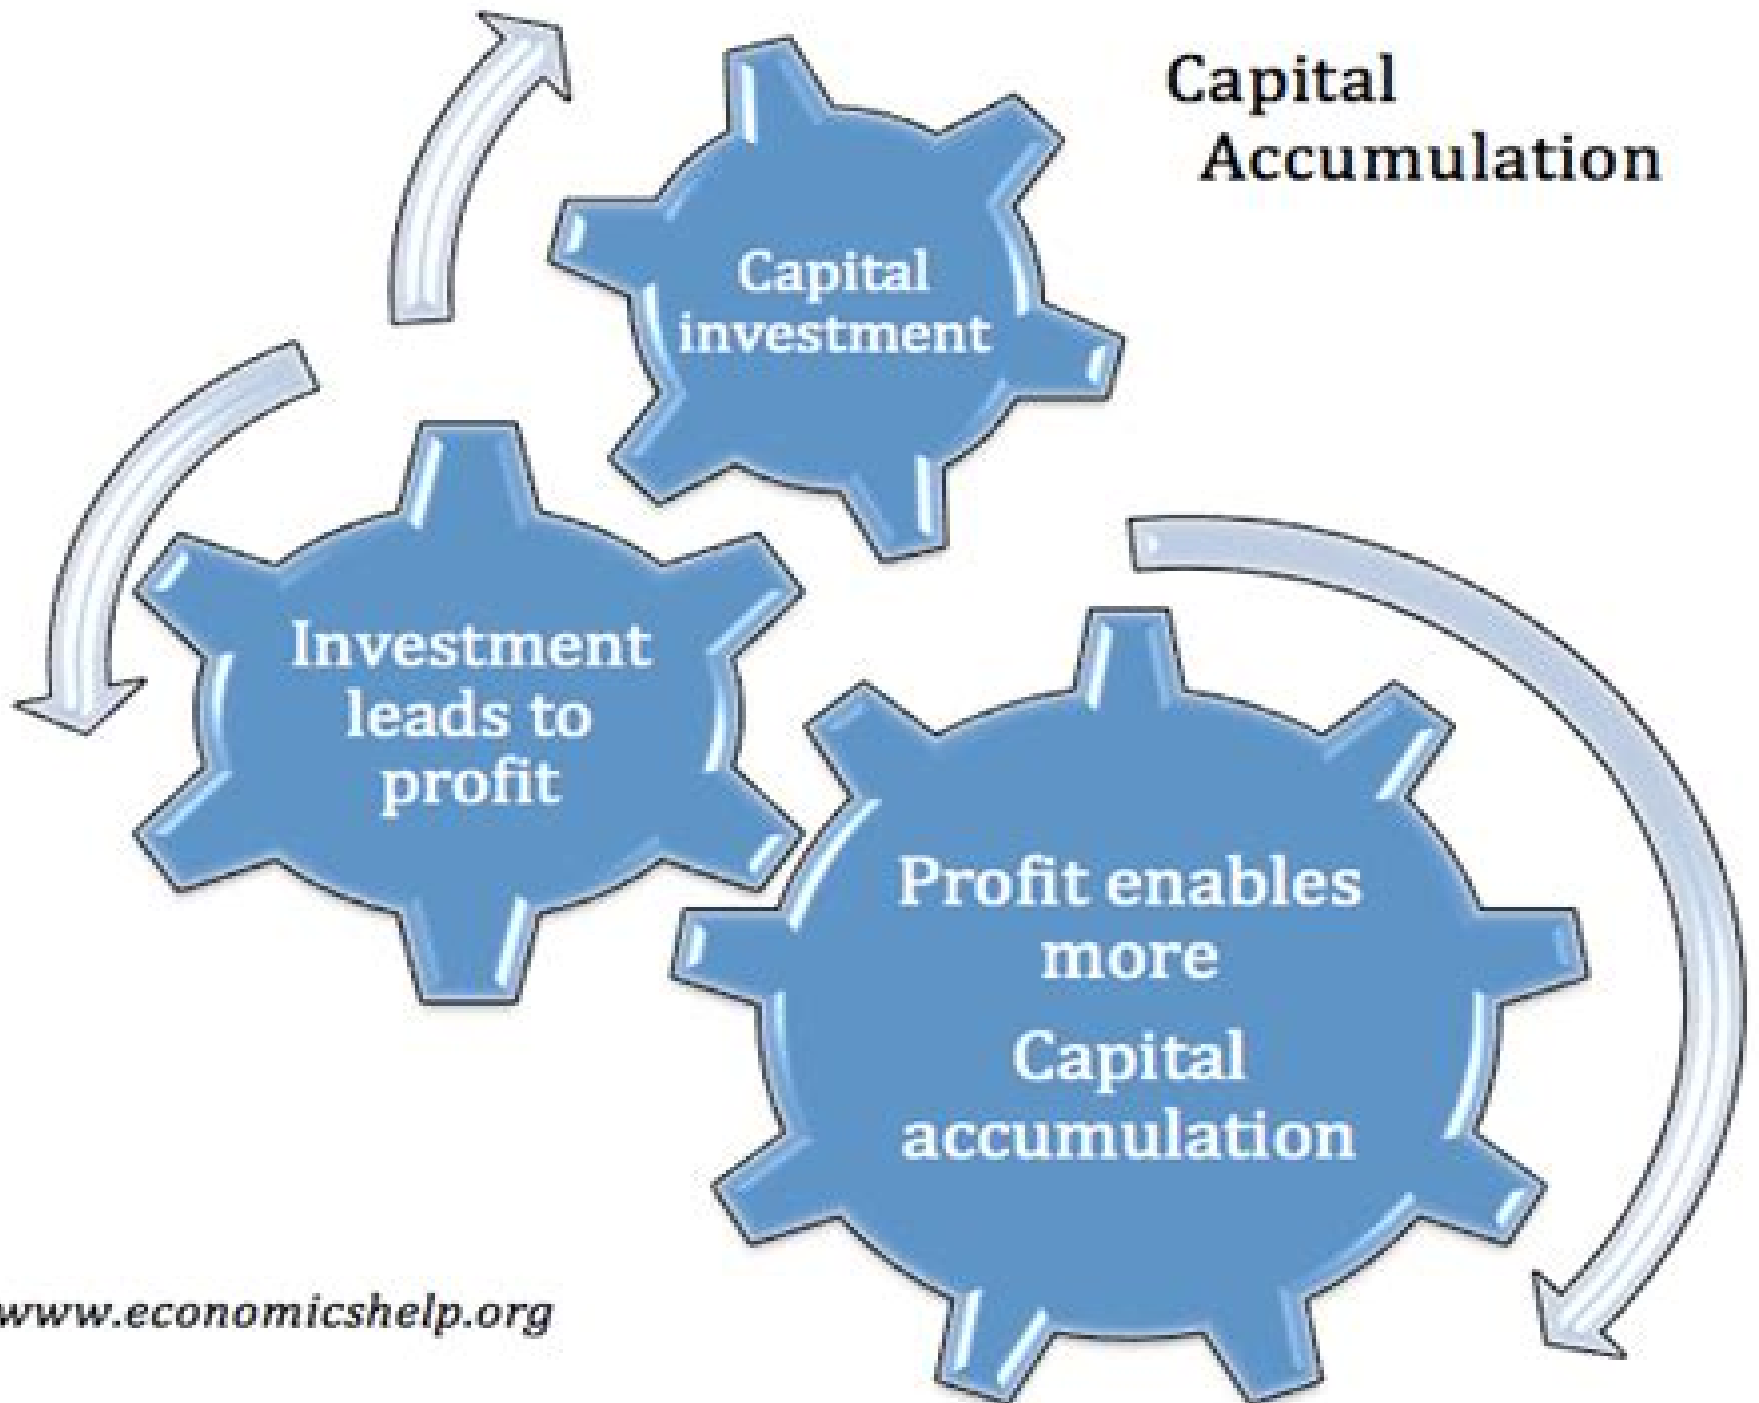 Capital
Accumulation
Capital
investment
Investment
leads to
profit
Profit enables
more
Capital
accumulation
www.economicshelp.org